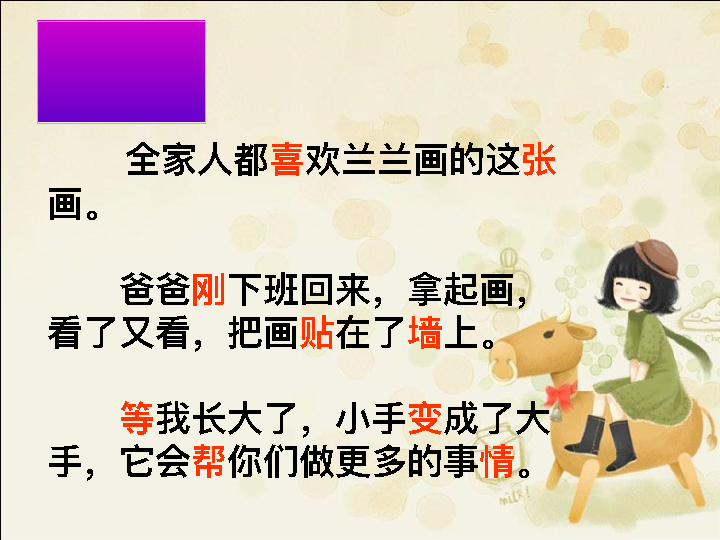 全家人都喜欢兰兰画的这张
画。
爸爸刚下班回来，拿起画，
看了又看，把画贴在了墙上。
等我长大了，小手变成了大
手，它会帮你们做更多的事情。
milk!